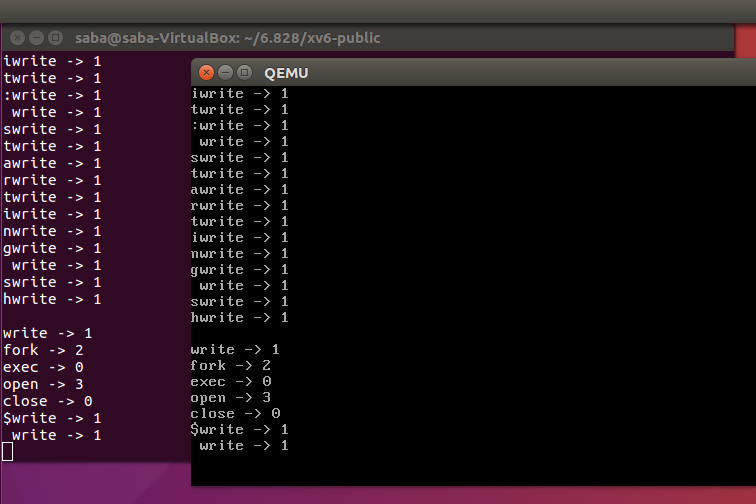 saba@saba-VirtualBox: ~/6.828/xv6-public
iwrite -> 1
twrite -> 1
:write -> 1
 write -> 1
swrite -> 1
twrite -> 1
awrite -> 1
rwrite -> 1
twrite -> 1
iwrite -> 1
nwrite -> 1
gwrite -> 1
 write -> 1
swrite -> 1
hwrite -> 1

write -> 1
fork -> 2
exec -> 0
open -> 3
close -> 0
$write -> 1
 write -> 1
QEMU
iwrite -> 1
twrite -> 1
:write -> 1
 write -> 1
swrite -> 1
twrite -> 1
awrite -> 1
rwrite -> 1
twrite -> 1
iwrite -> 1
nwrite -> 1
gwrite -> 1
 write -> 1
swrite -> 1
hwrite -> 1

write -> 1
fork -> 2
exec -> 0
open -> 3
close -> 0
$write -> 1
 write -> 1